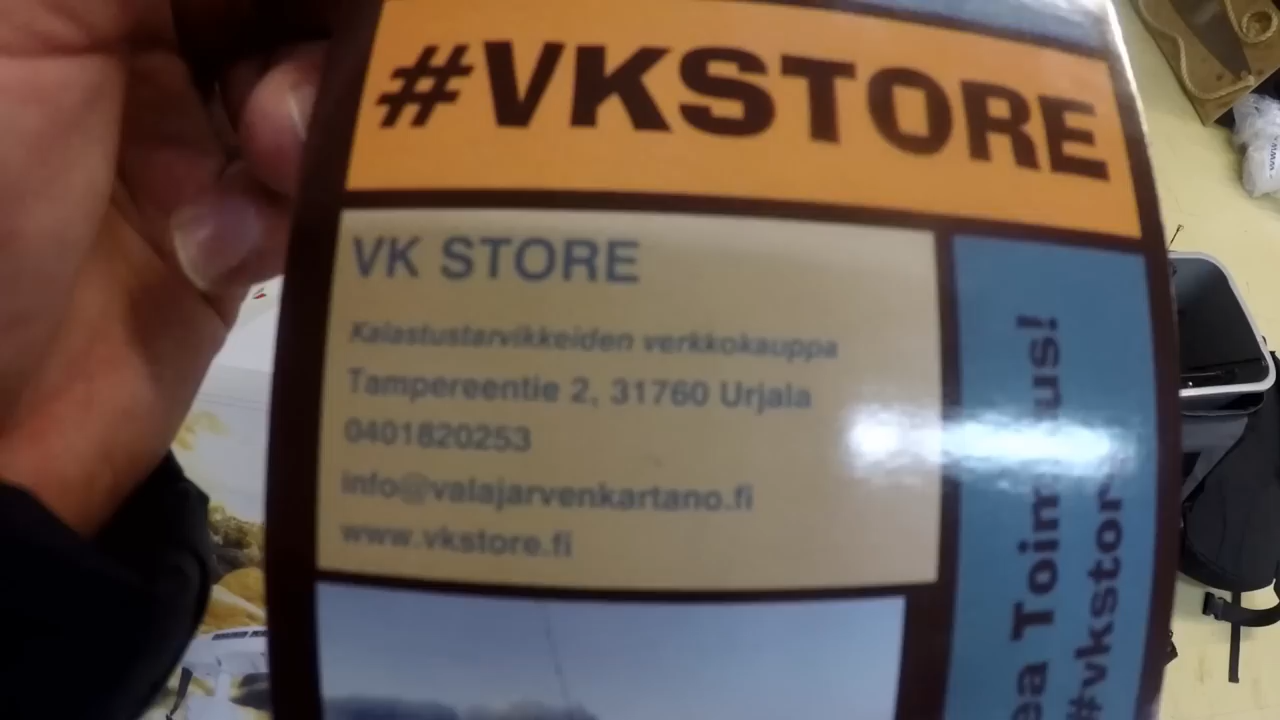 #VKSTORE
VK STORE
Kalastustarvikkeiden verkkokauppa
Tampereentie 2, 31760 Urjala
0401820253
info@valajarvenkartano.fi
www.vkstore.fi